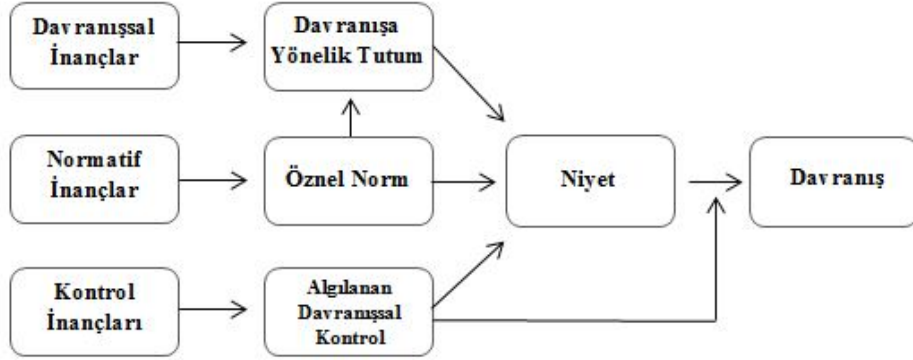 Davranışsal
İnançlar
Davranışa
Yönelik Tutum
Normatif
İnançlar
Öznel Norm
Niyet
Davranış
Kontrol
İnançları
Algılanan
Davranışsal
Kontrol